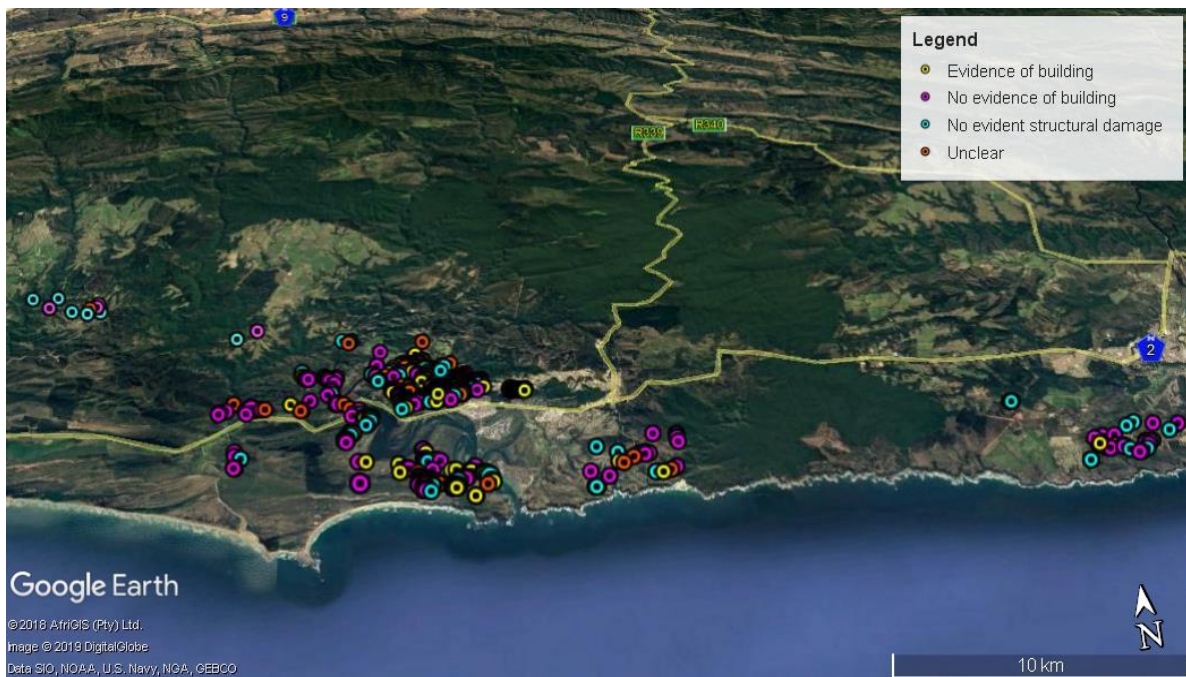 9
Legend
Evidence of building
No evidence of building
No evident structural damage
Unclear
R339
R340
2
Google Earth
© 2018 AfriGIS (Pty) Ltd.
Image © 2019 DigitalGlobe
Data SIO, NOAA, U.S. Navy, NGA, GEBCO
N
10 km